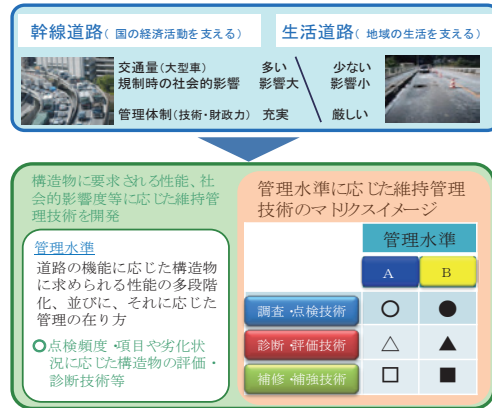 幹線道路( 国の経済活動を支える)
生活道路( 地域の生活を支える)
交通量(大型車) 多い 少ない
規制時の社会的影響 影響大 影響小
管理体制(技術・財政力) 充実 厳しい
構造物に要求される性能、社
会的影響度等に応じた維持管
理技術を開発
管理水準
道路の機能に応じた構造物
に求められる性能の多段階
化、並びに、それに応じた
管理の在り方
○点検頻度・項目や劣化状
況に応じた構造物の評価・
診断技術等
管理水準に応じた維持管理
技術のマトリクスイメージ
管理水準
A B
調査・点検技術 ○ ●
診断・評価技術 △ ▲
補修・補強技術 □ ■